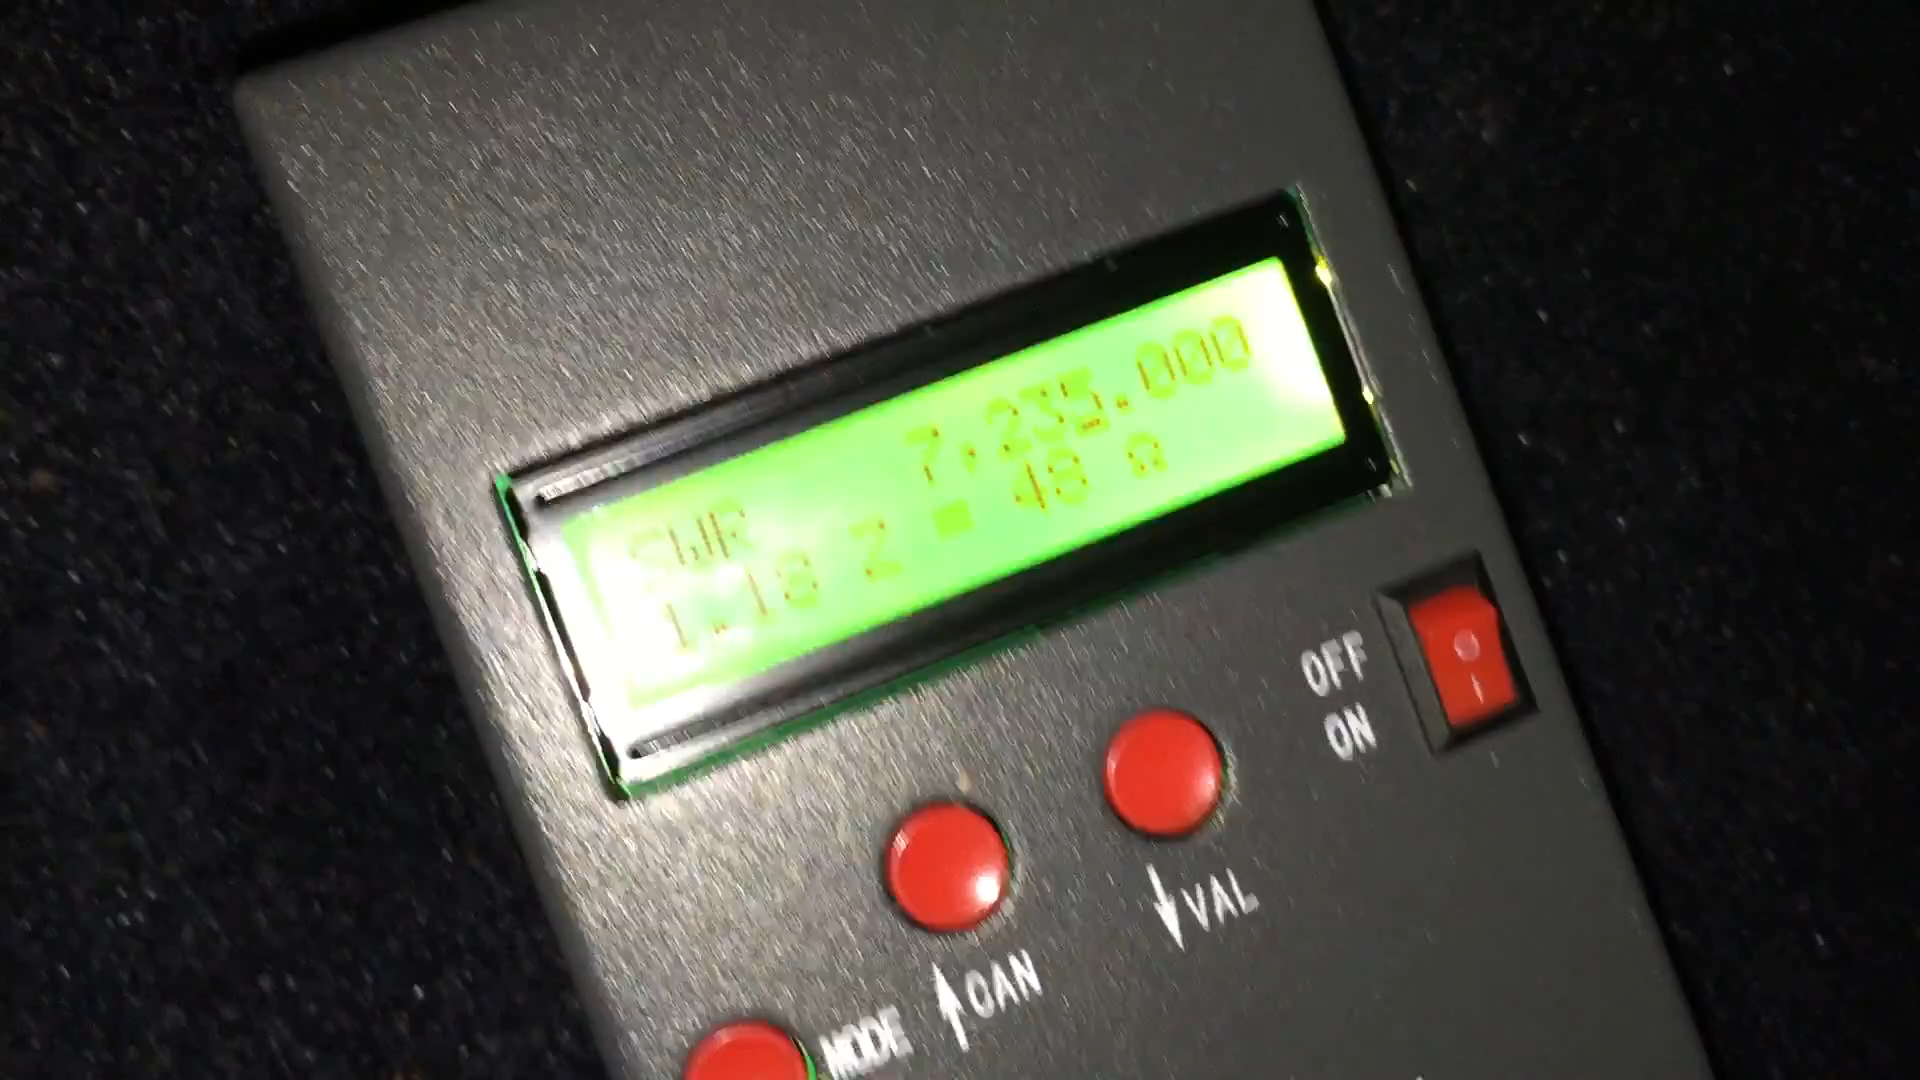 SWR 7,235.000
1.18 Z = 48 Ω
OFF
ON
↓VAL
↑CAN
MODE